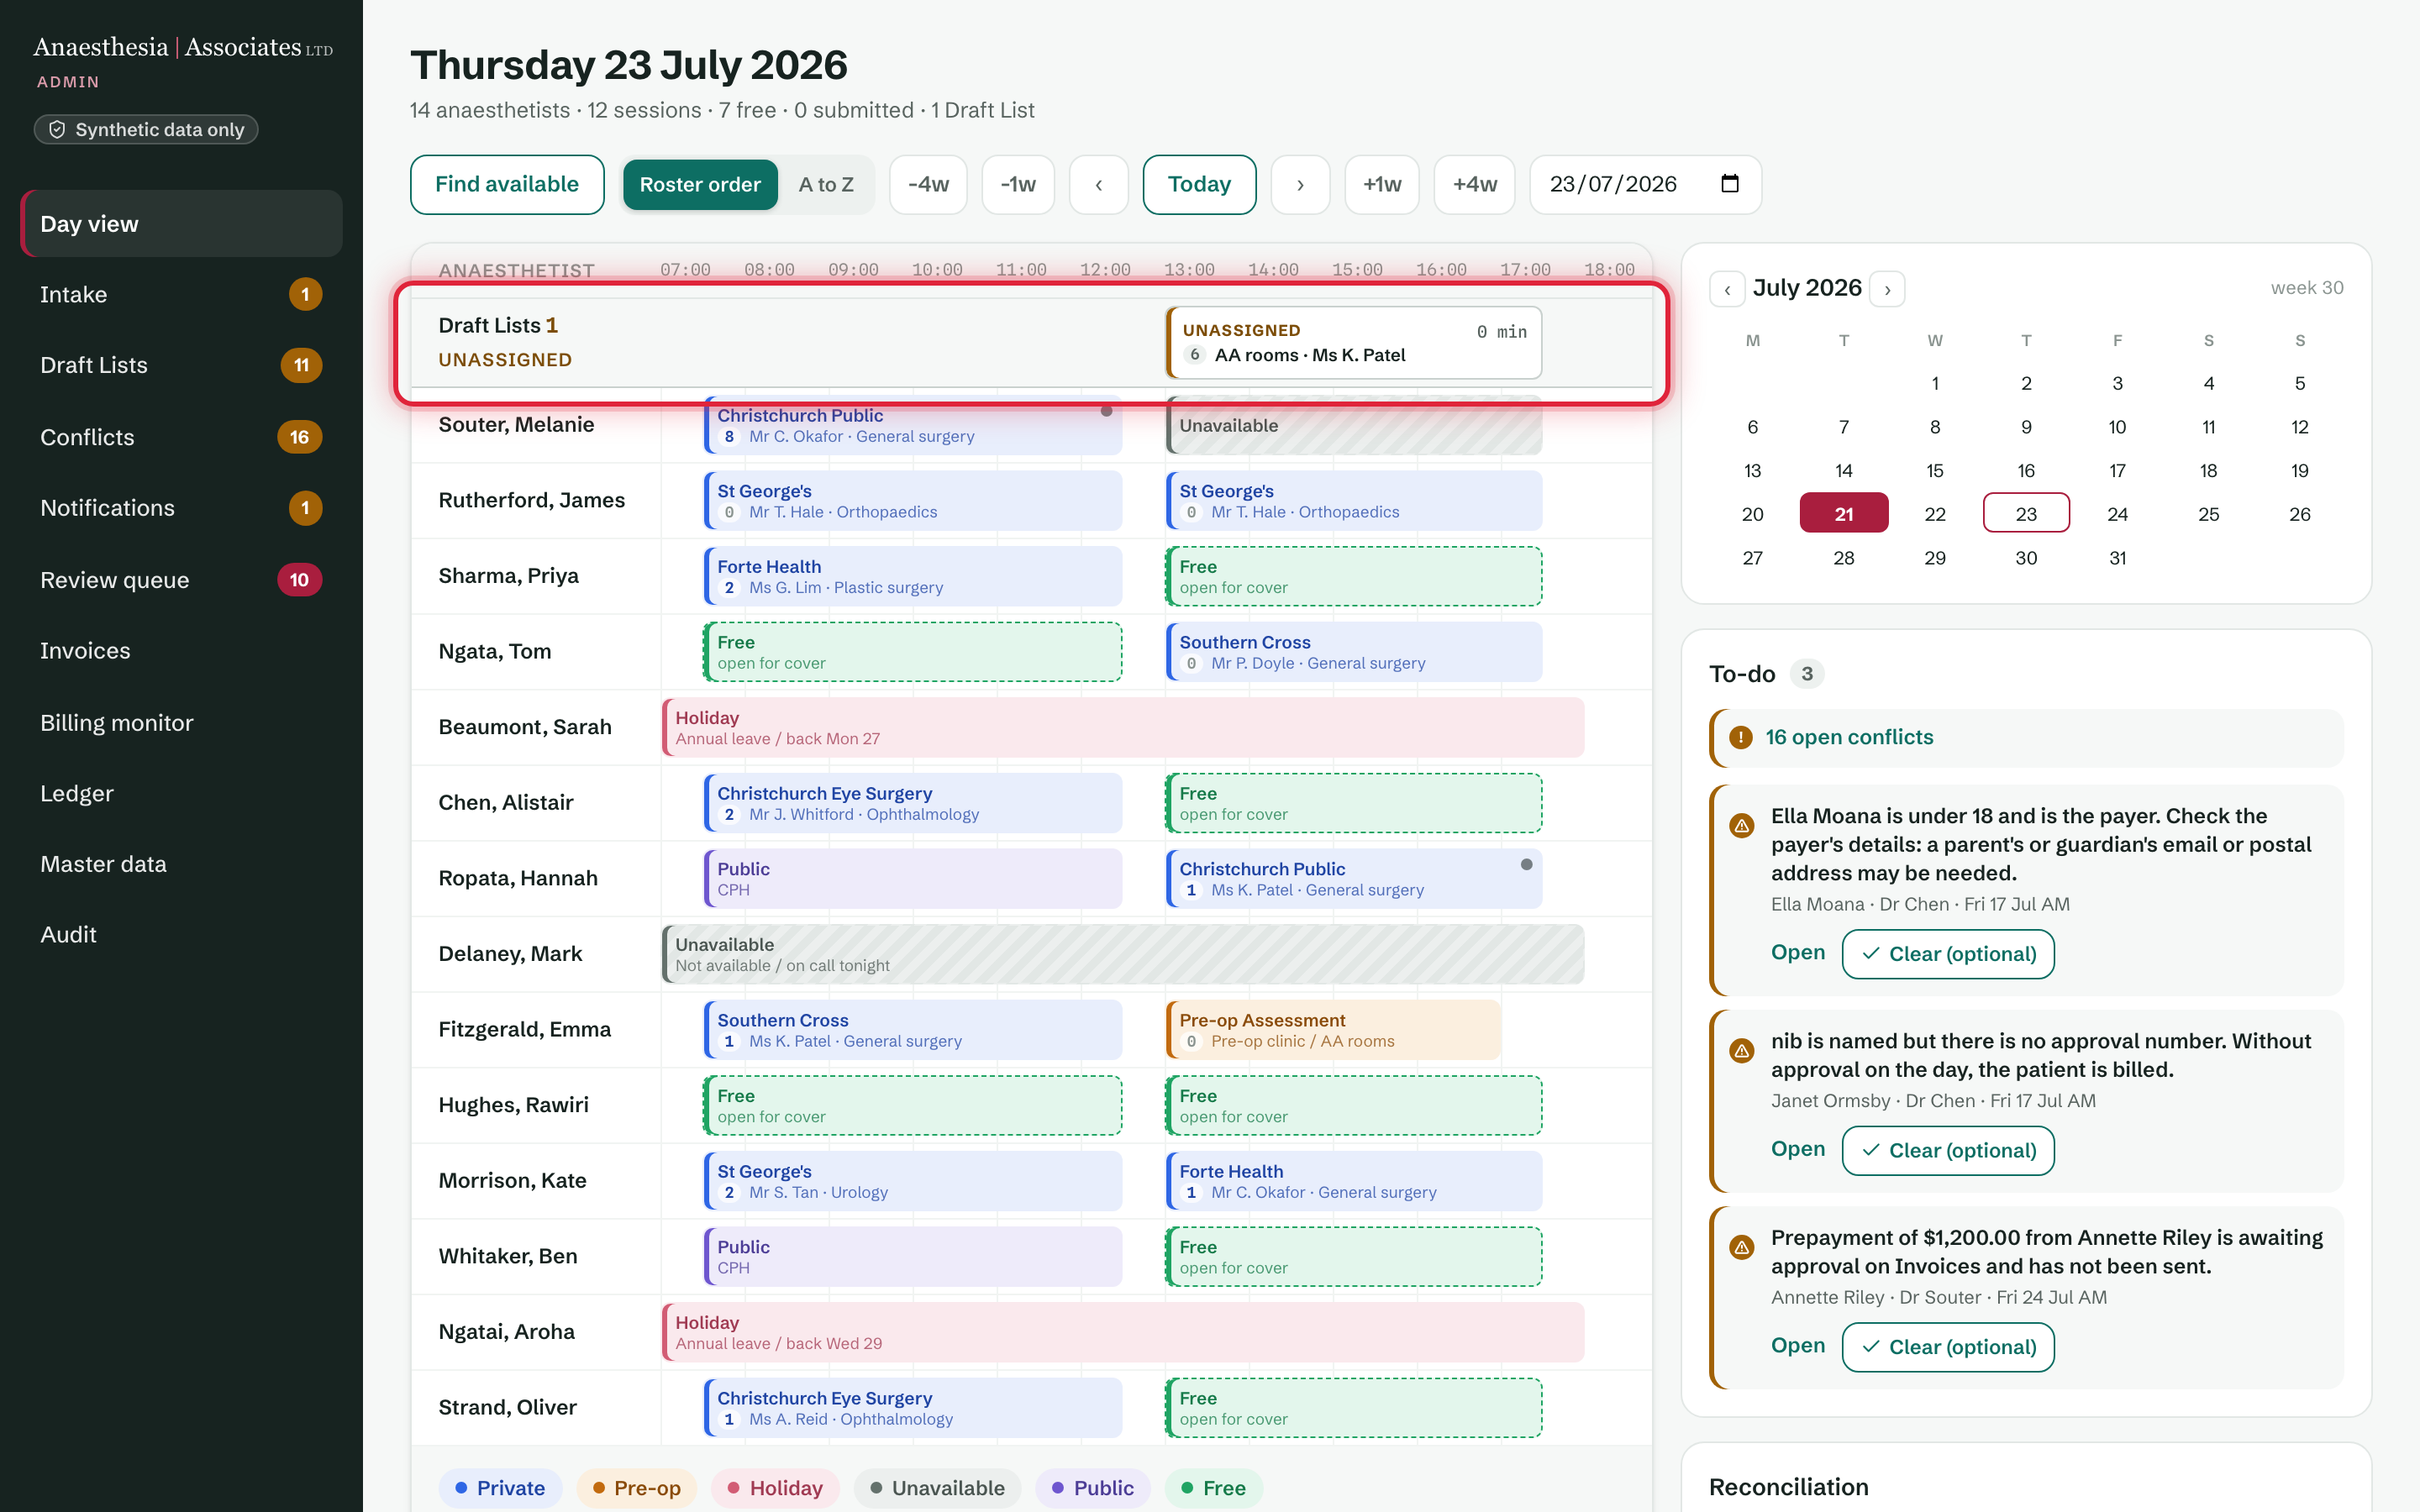 Anaesthesia | Associates LTD
ADMIN
Synthetic data only
Day view
Intake 1
Draft Lists 11
Conflicts 16
Notifications 1
Review queue 10
Invoices
Billing monitor
Ledger
Master data
Audit
Thursday 23 July 2026
14 anaesthetists · 12 sessions · 7 free · 0 submitted · 1 Draft List
Find available
Roster order
A to Z
-4w
-1w
‹
Today
›
+1w
+4w
23/07/2026
ANAESTHETIST 07:00 08:00 09:00 10:00 11:00 12:00 13:00 14:00 15:00 16:00 17:00 18:00
Draft Lists 1
UNASSIGNED
UNASSIGNED 0 min
6 AA rooms · Ms K. Patel
Souter, Melanie
Christchurch Public
8 Mr C. Okafor · General surgery
Unavailable
Rutherford, James
St George's
0 Mr T. Hale · Orthopaedics
St George's
0 Mr T. Hale · Orthopaedics
Sharma, Priya
Forte Health
2 Ms G. Lim · Plastic surgery
Free
open for cover
Ngata, Tom
Free
open for cover
Southern Cross
0 Mr P. Doyle · General surgery
Beaumont, Sarah
Holiday
Annual leave / back Mon 27
Chen, Alistair
Christchurch Eye Surgery
2 Mr J. Whitford · Ophthalmology
Free
open for cover
Ropata, Hannah
Public
CPH
Christchurch Public
1 Ms K. Patel · General surgery
Delaney, Mark
Unavailable
Not available / on call tonight
Fitzgerald, Emma
Southern Cross
1 Ms K. Patel · General surgery
Pre-op Assessment
0 Pre-op clinic / AA rooms
Hughes, Rawiri
Free
open for cover
Free
open for cover
Morrison, Kate
St George's
2 Mr S. Tan · Urology
Forte Health
1 Mr C. Okafor · General surgery
Whitaker, Ben
Public
CPH
Free
open for cover
Ngatai, Aroha
Holiday
Annual leave / back Wed 29
Strand, Oliver
Christchurch Eye Surgery
1 Ms A. Reid · Ophthalmology
Free
open for cover
Private
Pre-op
Holiday
Unavailable
Public
Free
‹ July 2026 › week 30
M T W T F S S
1 2 3 4 5
6 7 8 9 10 11 12
13 14 15 16 17 18 19
20 21 22 23 24 25 26
27 28 29 30 31
To-do 3
16 open conflicts
Ella Moana is under 18 and is the payer. Check the
payer's details: a parent's or guardian's email or postal
address may be needed.
Ella Moana · Dr Chen · Fri 17 Jul AM
Open
Clear (optional)
nib is named but there is no approval number. Without
approval on the day, the patient is billed.
Janet Ormsby · Dr Chen · Fri 17 Jul AM
Open
Clear (optional)
Prepayment of $1,200.00 from Annette Riley is awaiting
approval on Invoices and has not been sent.
Annette Riley · Dr Souter · Fri 24 Jul AM
Open
Clear (optional)
Reconciliation